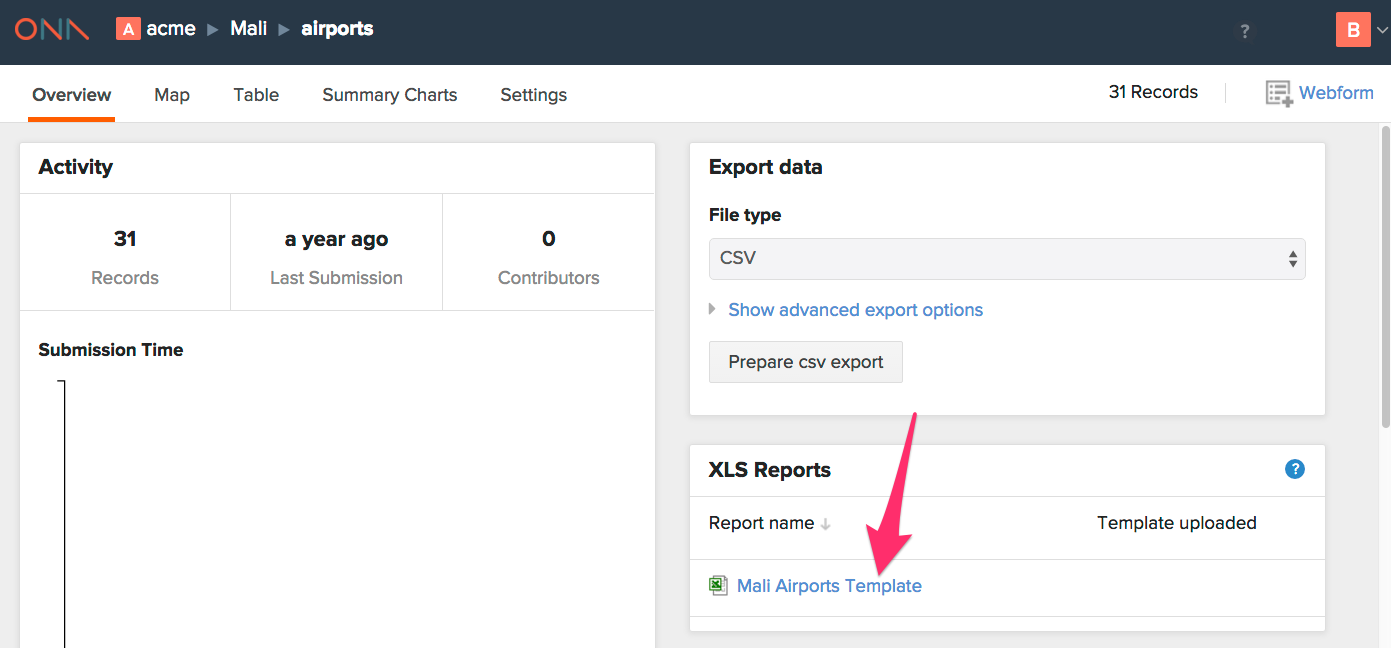 ONA A acme Mali airports ? B
Overview Map Table Summary Charts Settings 31 Records Webform
Activity
31 a year ago 0
Records Last Submission Contributors
Submission Time
Export data
File type
CSV
Show advanced export options
Prepare csv export
XLS Reports ?
Report name Template uploaded
Mali Airports Template